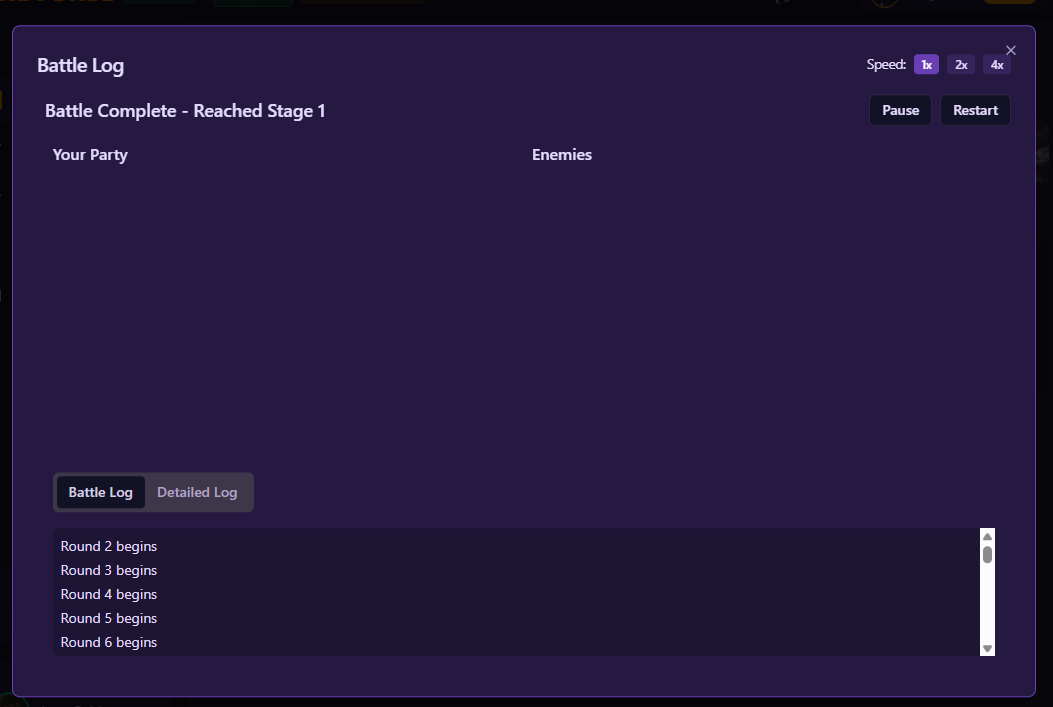 Battle Log
Speed: 1x 2x 4x
Battle Complete - Reached Stage 1
Pause Restart
Your Party
Enemies
Battle Log Detailed Log
Round 2 begins
Round 3 begins
Round 4 begins
Round 5 begins
Round 6 begins